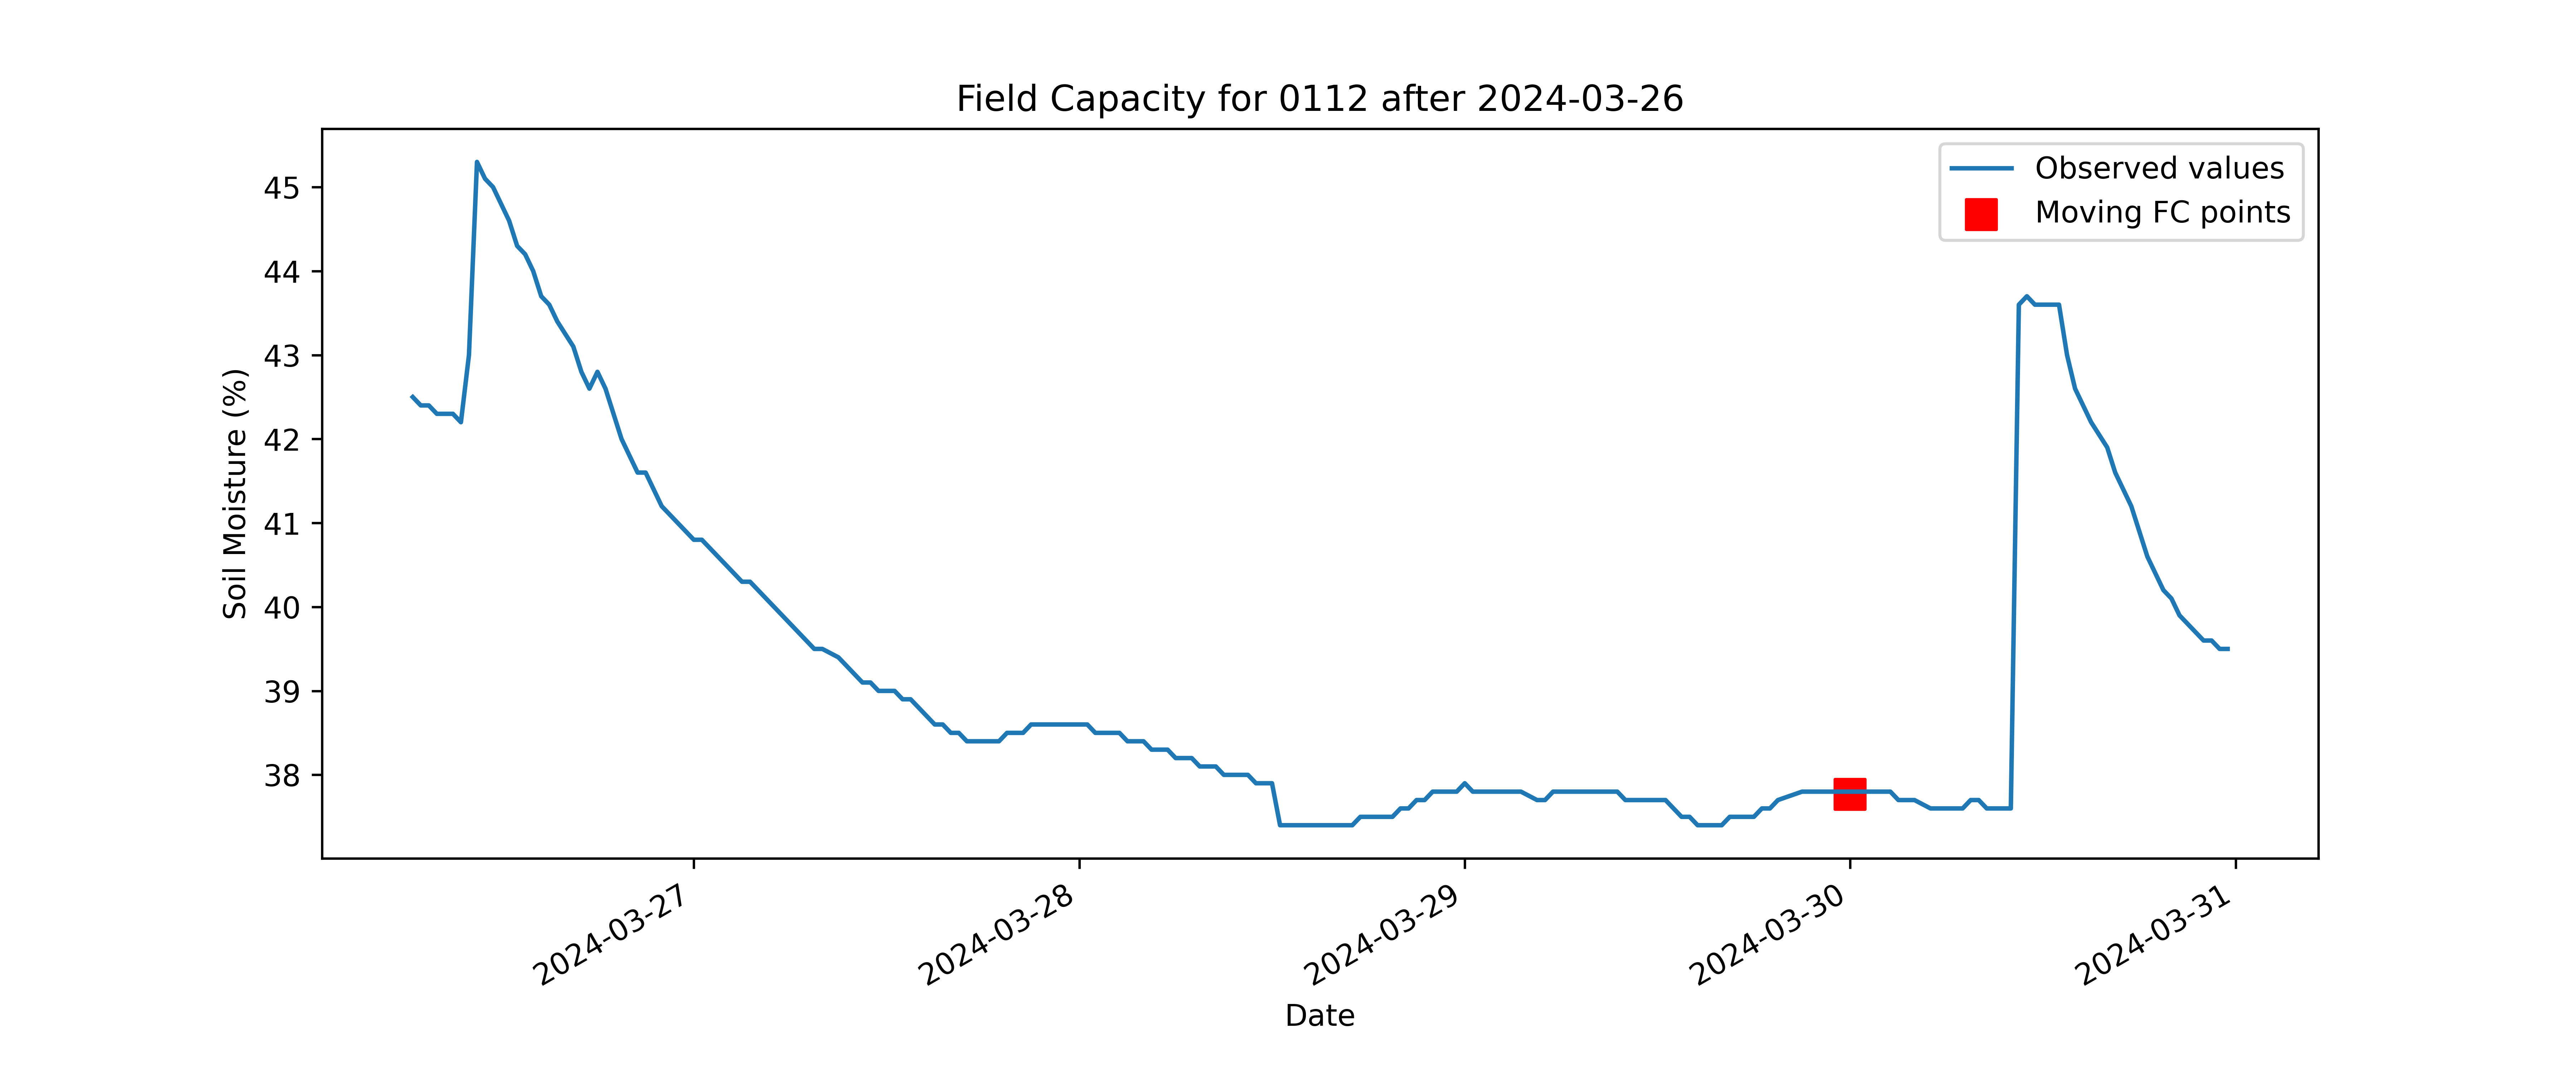 Field Capacity for 0112 after 2024-03-26
Observed values
Moving FC points
Soil Moisture (%)
45
44
43
42
41
40
39
38
2024-03-27
2024-03-28
2024-03-29
2024-03-30
2024-03-31
Date